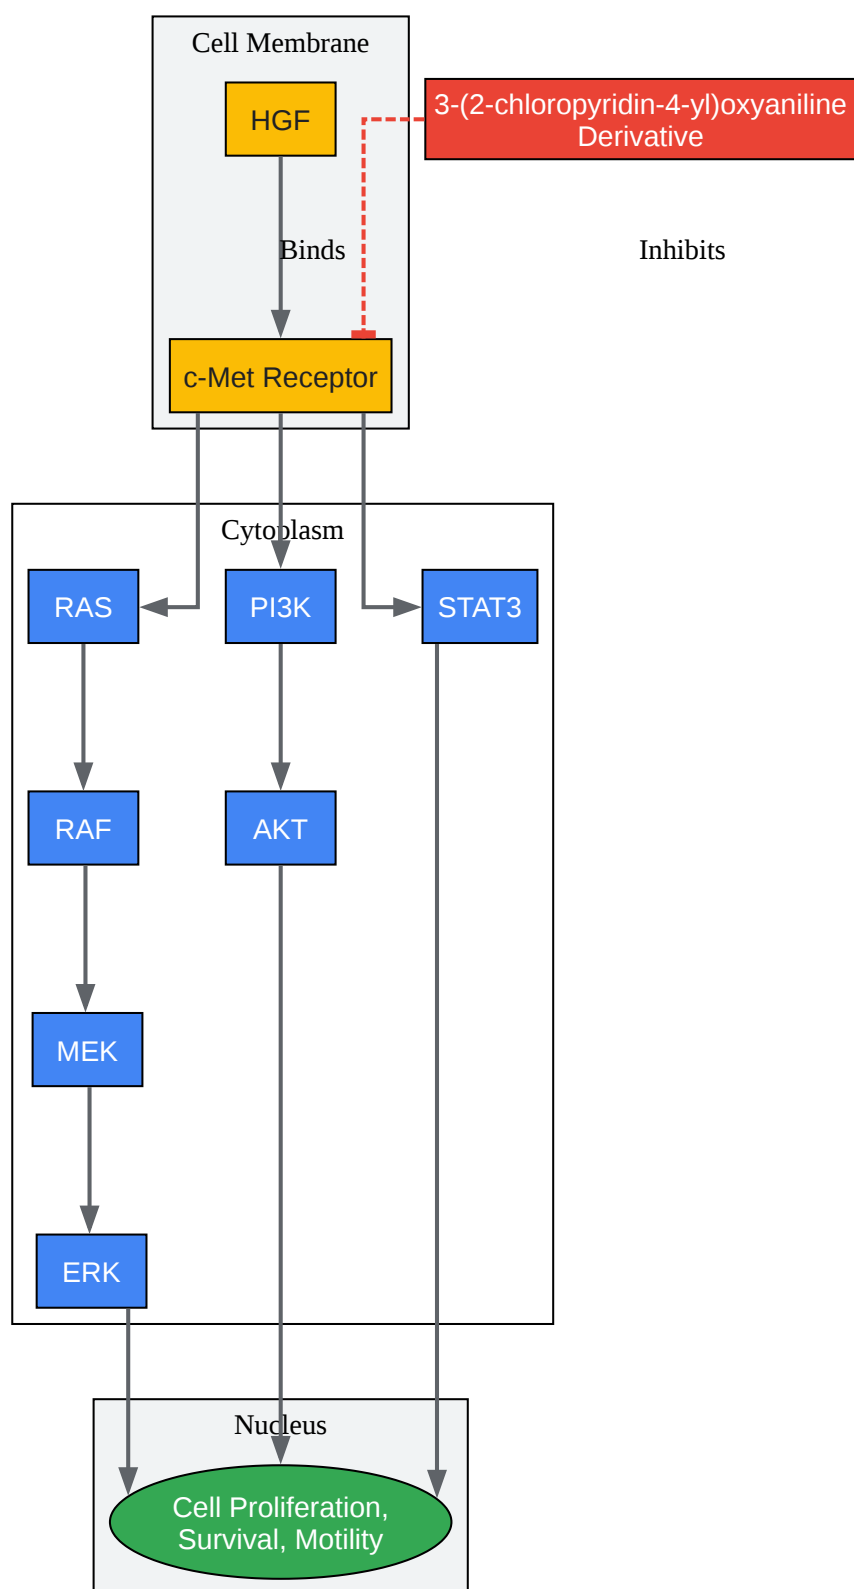 Cell Membrane
HGF
3-(2-chloropyridin-4-yl)oxyaniline
Derivative
Binds
Inhibits
c-Met Receptor
Cytoplasm
RAS
PI3K
STAT3
RAF
AKT
MEK
ERK
Nucleus
Cell Proliferation,
Survival, Motility